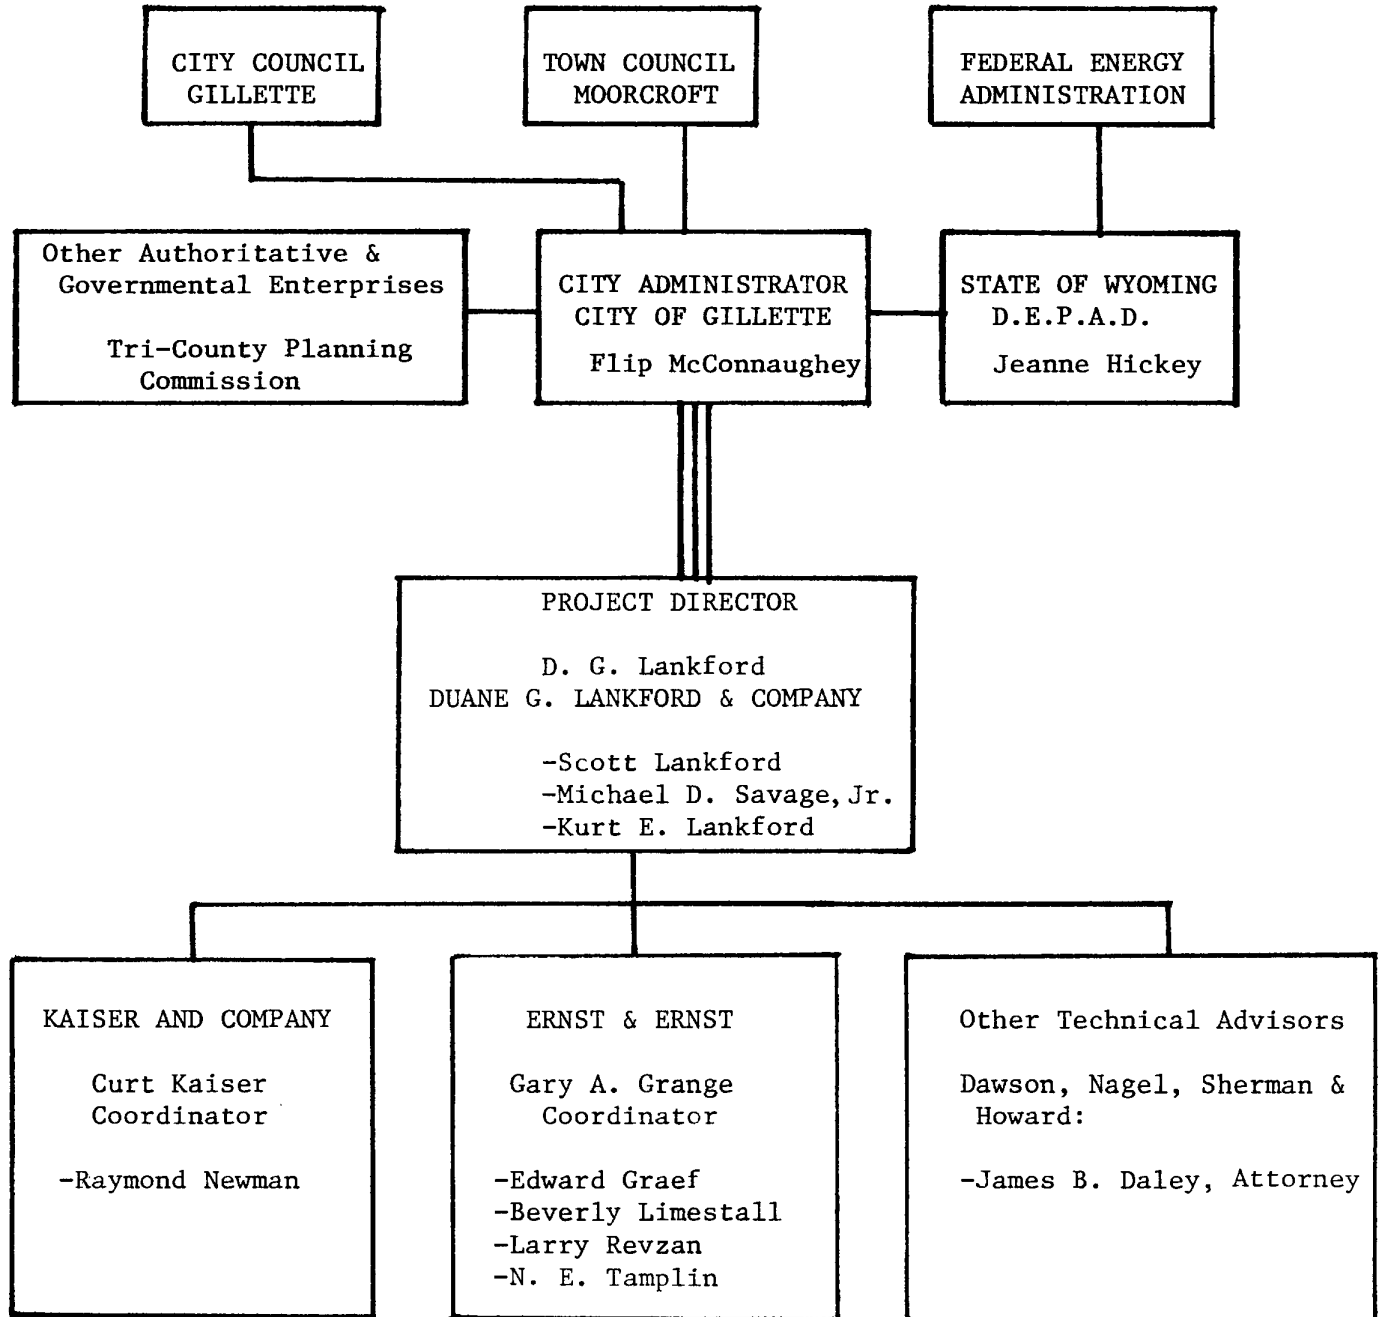 CITY COUNCIL
GILLETTE
TOWN COUNCIL
MOORCROFT
FEDERAL ENERGY
ADMINISTRATION
Other Authoritative &
Governmental Enterprises
Tri-County Planning
Commission
CITY ADMINISTRATOR
CITY OF GILLETTE
Flip McConnaughey
STATE OF WYOMING
D.E.P.A.D.
Jeanne Hickey
PROJECT DIRECTOR
D. G. Lankford
DUANE G. LANKFORD & COMPANY
-Scott Lankford
-Michael D. Savage, Jr.
-Kurt E. Lankford
KAISER AND COMPANY
Curt Kaiser
Coordinator
-Raymond Newman
ERNST & ERNST
Gary A. Grange
Coordinator
-Edward Graef
-Beverly Limestall
-Larry Revzan
-N. E. Tamplin
Other Technical Advisors
Dawson, Nagel, Sherman &
Howard:
-James B. Daley, Attorney